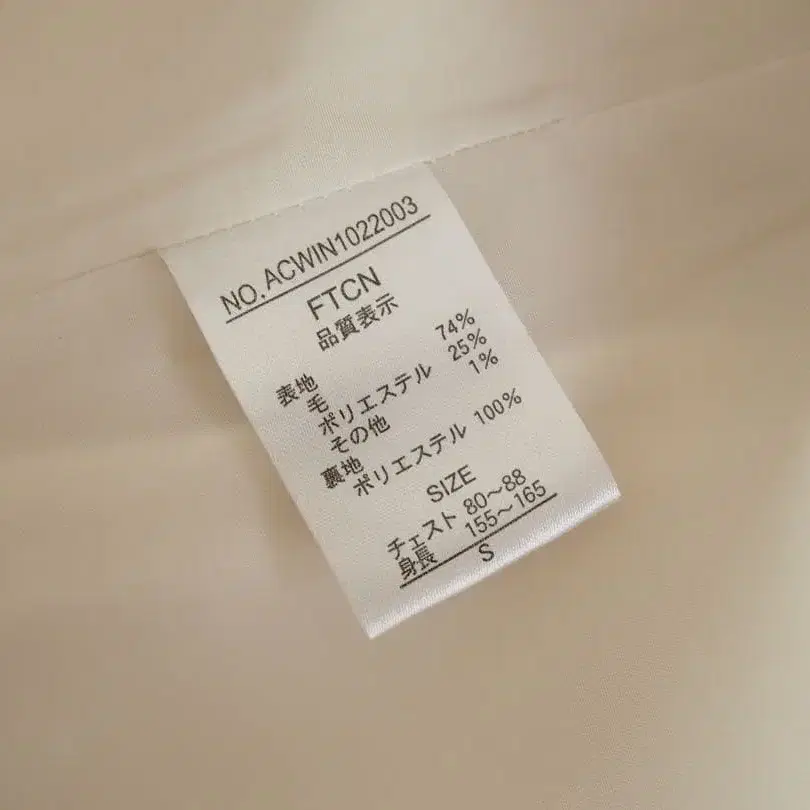 NO.ACWIN1022003
FTCN
品質表示
表地
毛 74%
ポリエステル 25%
その他 1%
裏地
ポリエステル 100%
SIZE
チェスト 80～88
身長 155～165
S